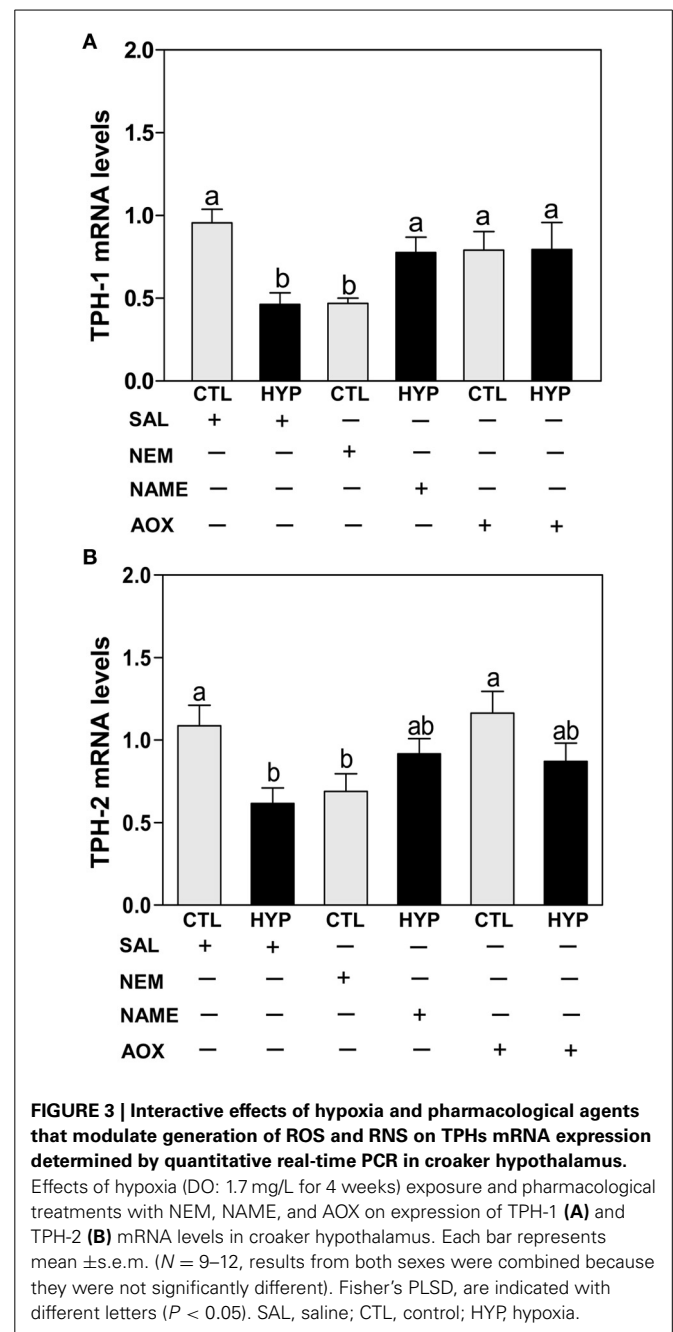 A
TPH-1 mRNA levels
2.0
1.5
1.0
0.5
0.0
a b b a a a
CTL HYP CTL HYP CTL HYP
SAL + + — — — —
NEM — — + — — —
NAME — — — + — —
AOX — — — — + +
B
TPH-2 mRNA levels
2.0
1.5
1.0
0.5
0.0
a b b ab a ab
CTL HYP CTL HYP CTL HYP
SAL + + — — — —
NEM — — + — — —
NAME — — — + — —
AOX — — — — + +
FIGURE 3 | Interactive effects of hypoxia and pharmacological agents
that modulate generation of ROS and RNS on TPHs mRNA expression
determined by quantitative real-time PCR in croaker hypothalamus.
Effects of hypoxia (DO: 1.7 mg/L for 4 weeks) exposure and pharmacological
treatments with NEM, NAME, and AOX on expression of TPH-1 (A) and
TPH-2 (B) mRNA levels in croaker hypothalamus. Each bar represents
mean ±s.e.m. (N = 9–12, results from both sexes were combined because
they were not significantly different). Fisher's PLSD, are indicated with
different letters (P < 0.05). SAL, saline; CTL, control; HYP, hypoxia.